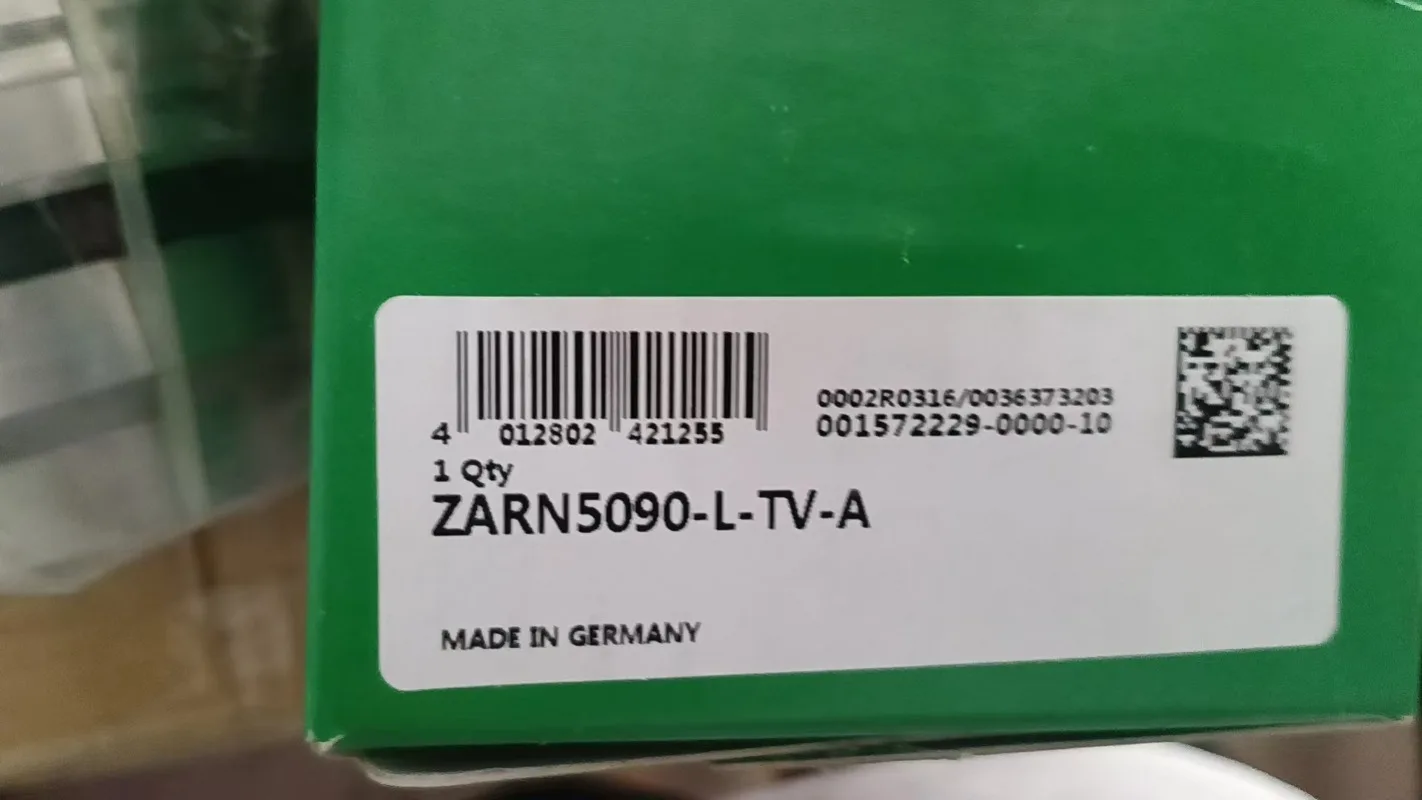 4 012802 421255
0002R0316/0036373203
001572229-0000-10
1 Qty
ZARN5090-L-TV-A
MADE IN GERMANY